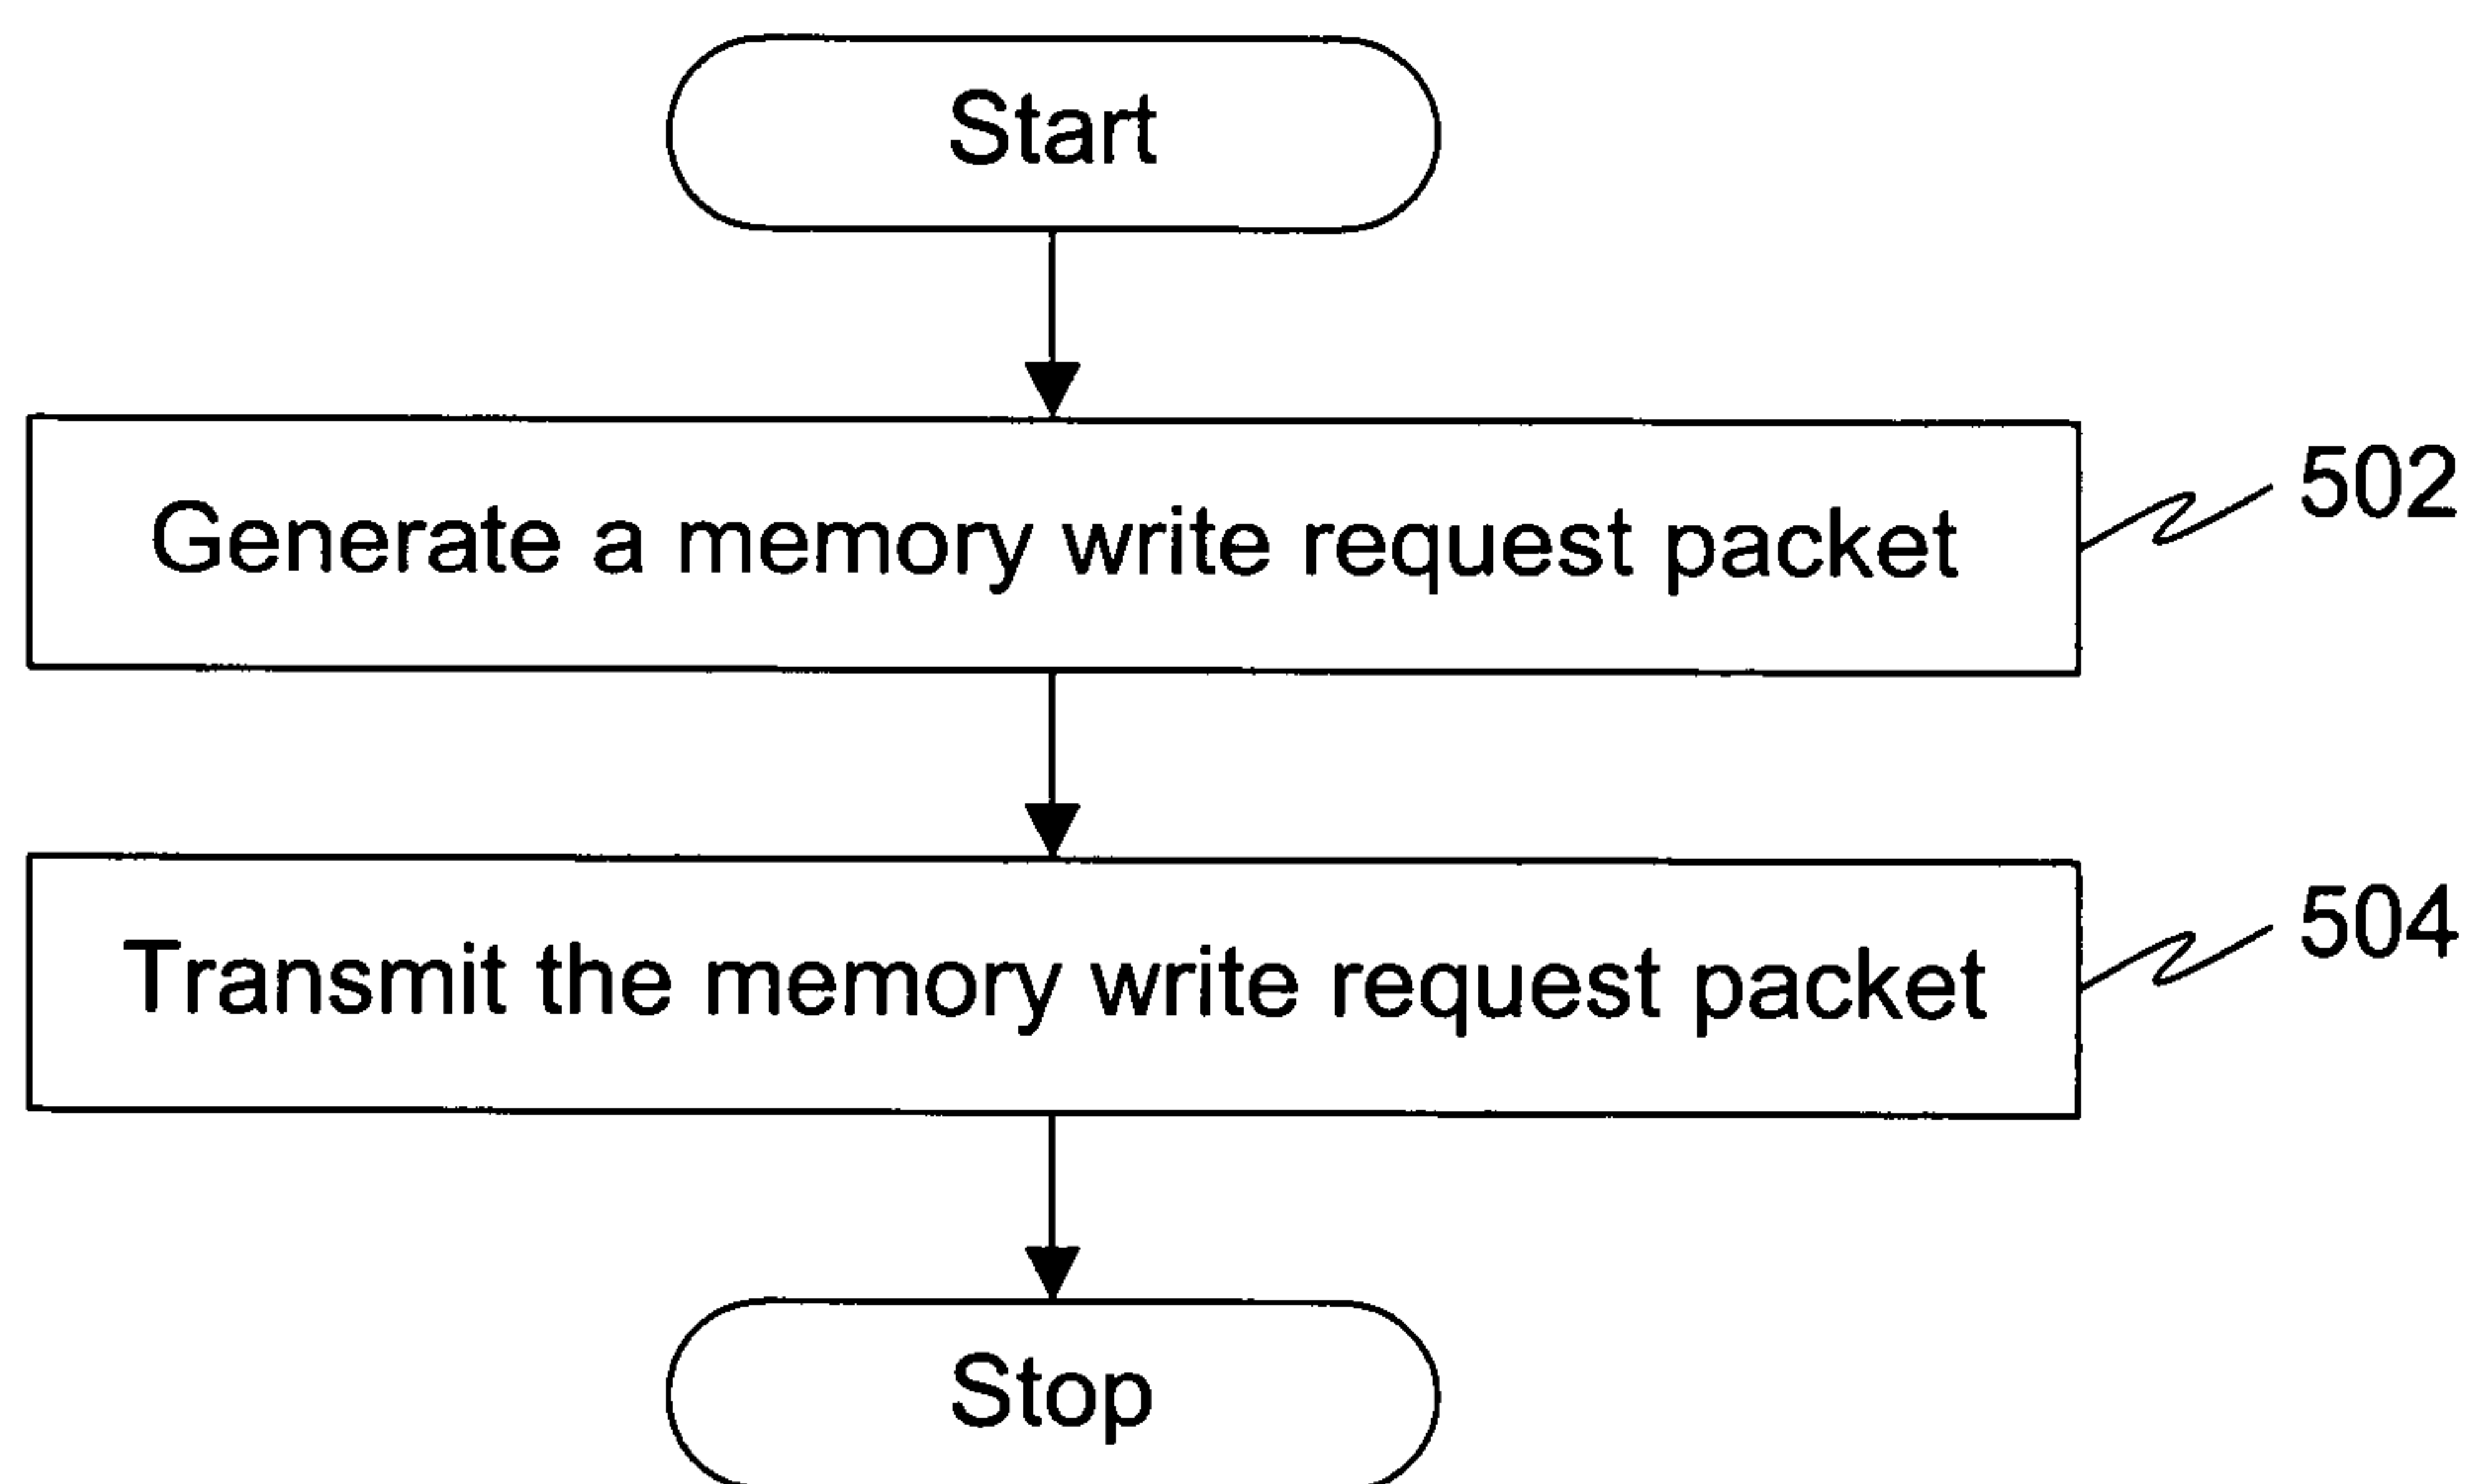 Start
Generate a memory write request packet
502
Transmit the memory write request packet
504
Stop